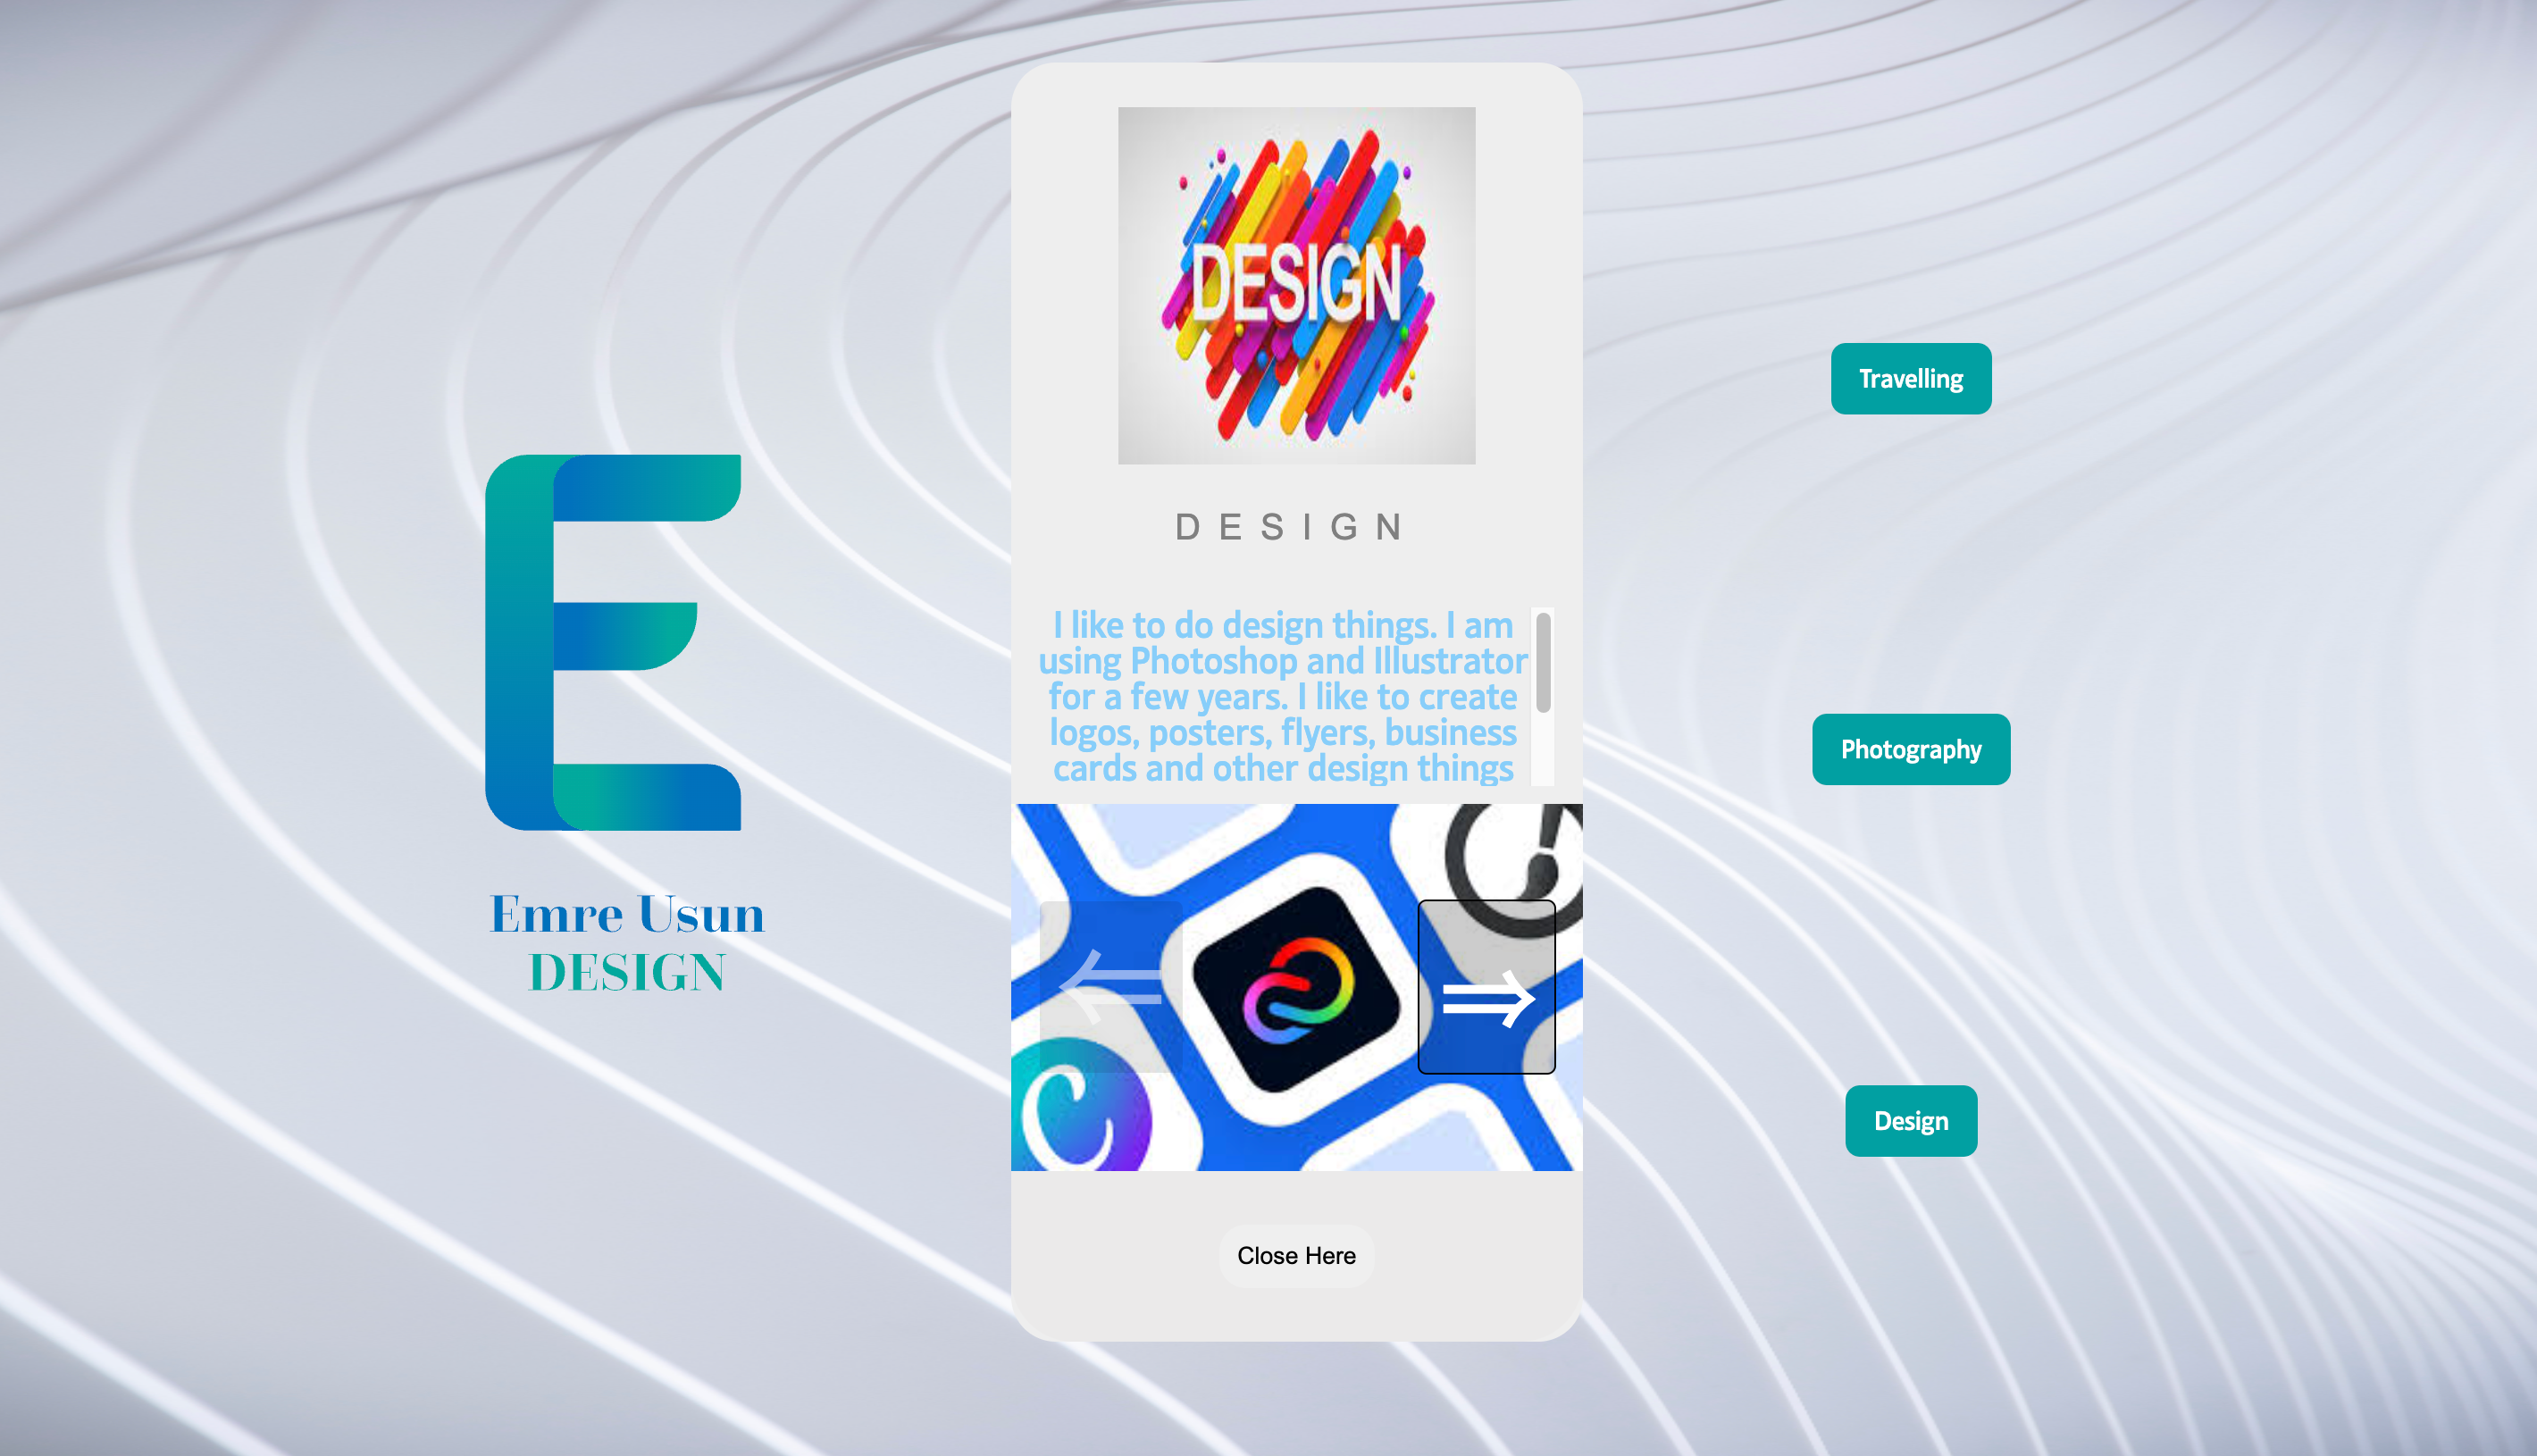 DESIGN
DESIGN
I like to do design things. I am
using Photoshop and Illustrator
for a few years. I like to create
logos, posters, flyers, business
cards and other design things
Emre Usun
DESIGN
⇐
⇒
Close Here
Travelling
Photography
Design